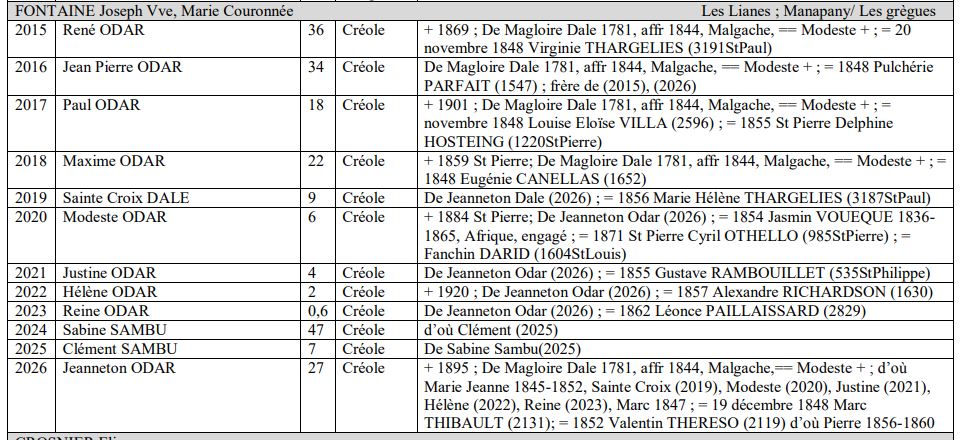 FONTAINE Joseph Vve, Marie Couronnée Les Lianes ; Manapany/ Les grègues
2015 René ODAR 36 Créole + 1869 ; De Magloire Dale 1781, affr 1844, Malgache, == Modeste + ; = 20
novembre 1848 Virginie THARGELIES (3191StPaul)
2016 Jean Pierre ODAR 34 Créole De Magloire Dale 1781, affr 1844, Malgache, == Modeste + ; = 1848 Pulchérie
PARFAIT (1547) ; frère de (2015), (2026)
2017 Paul ODAR 18 Créole + 1901 ; De Magloire Dale 1781, affr 1844, Malgache, == Modeste + ; =
novembre 1848 Louise Eloïse VILLA (2596) ; = 1855 St Pierre Delphine
HOSTEING (1220StPierre)
2018 Maxime ODAR 22 Créole + 1859 St Pierre; De Magloire Dale 1781, affr 1844, Malgache, == Modeste + ; =
1848 Eugénie CANELLAS (1652)
2019 Sainte Croix DALE 9 Créole De Jeanneton Dale (2026) ; = 1856 Marie Hélène THARGELIES (3187StPaul)
2020 Modeste ODAR 6 Créole + 1884 St Pierre; De Jeanneton Odar (2026) ; = 1854 Jasmin VOUEQUE 1836-
1865, Afrique, engagé ; = 1871 St Pierre Cyril OTHELLO (985StPierre) ; =
Fanchin DARID (1604StLouis)
2021 Justine ODAR 4 Créole De Jeanneton Odar (2026) ; = 1855 Gustave RAMBOUILLET (535StPhilippe)
2022 Hélène ODAR 2 Créole + 1920 ; De Jeanneton Odar (2026) ; = 1857 Alexandre RICHARDSON (1630)
2023 Reine ODAR 0,6 Créole De Jeanneton Odar (2026) ; = 1862 Léonce PAILLAISSARD (2829)
2024 Sabine SAMBU 47 Créole d'où Clément (2025)
2025 Clément SAMBU 7 Créole De Sabine Sambu(2025)
2026 Jeanneton ODAR 27 Créole + 1895 ; De Magloire Dale 1781, affr 1844, Malgache,== Modeste + ; d'où
Marie Jeanne 1845-1852, Sainte Croix (2019), Modeste (2020), Justine (2021),
Hélène (2022), Reine (2023), Marc 1847 ; = 19 décembre 1848 Marc
THIBAULT (2131); = 1852 Valentin THERESO (2119) d'où Pierre 1856-1860